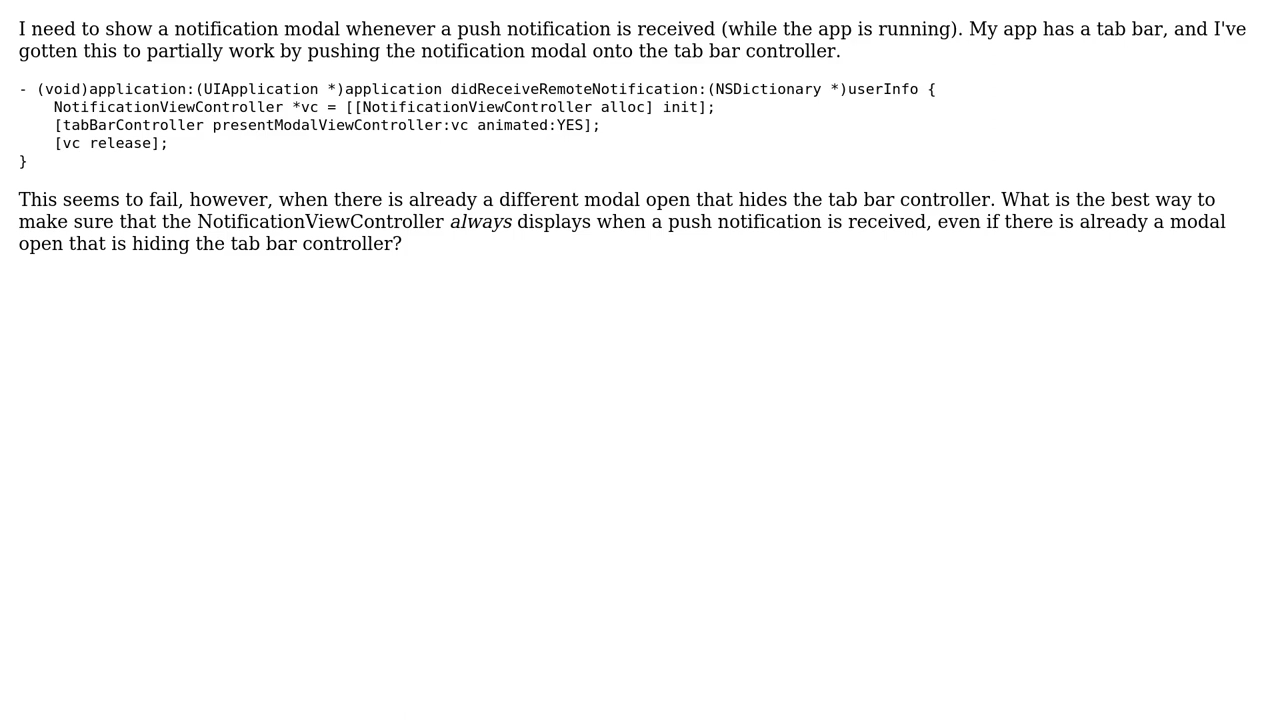 I need to show a notification modal whenever a push notification is received (while the app is running). My app has a tab bar, and I've
gotten this to partially work by pushing the notification modal onto the tab bar controller.
- (void)application:(UIApplication *)application didReceiveRemoteNotification:(NSDictionary *)userInfo {
    NotificationViewController *vc = [[NotificationViewController alloc] init];
    [tabBarController presentModalViewController:vc animated:YES];
    [vc release];
}
This seems to fail, however, when there is already a different modal open that hides the tab bar controller. What is the best way to
make sure that the NotificationViewController always displays when a push notification is received, even if there is already a modal
open that is hiding the tab bar controller?